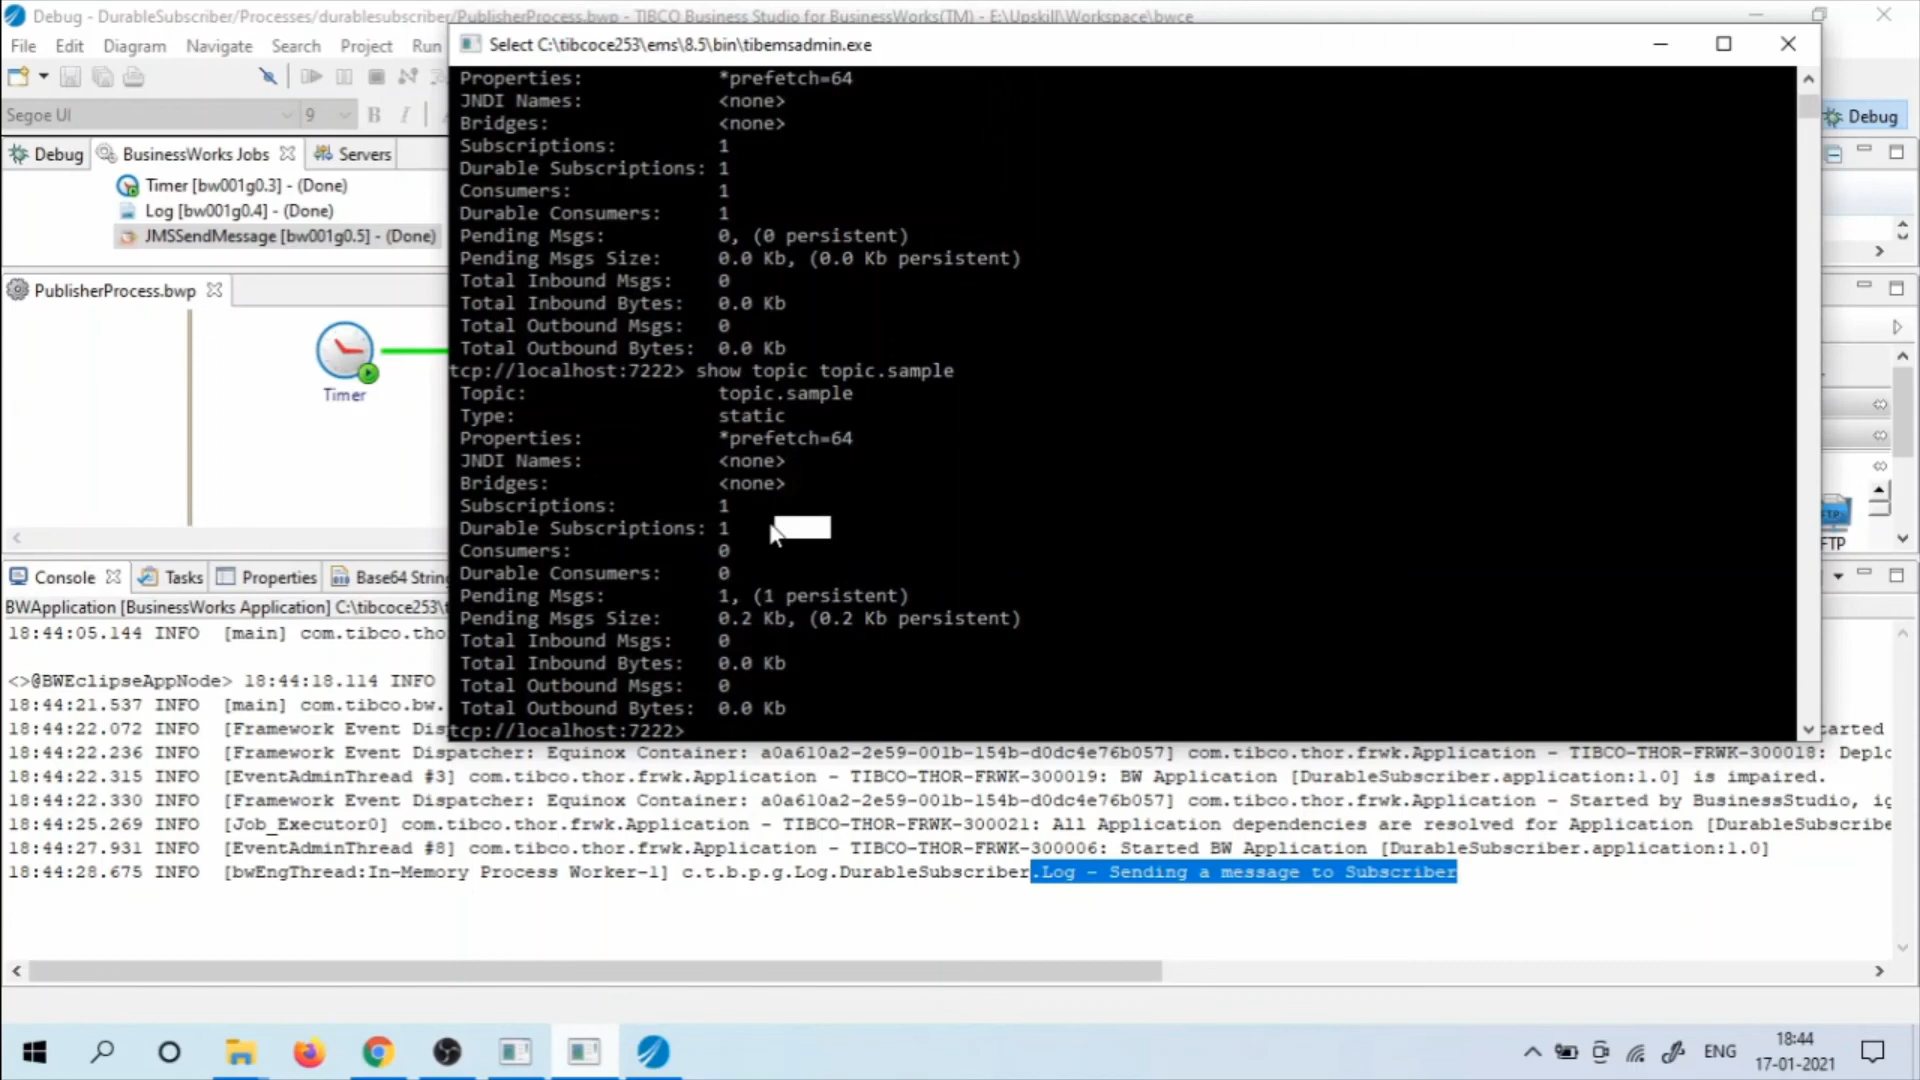 Debug - DurableSubscriber/Processes/durablesubscriber/PublisherProcess.bwp - TIBCO Business Studio for BusinessWorks(TM) - E:\Upskill\Workspace\bwce
File Edit Diagram Navigate Search Project Run
Select C:\tibcoce253\ems\8.5\bin\tibemsadmin.exe
Segoe UI 9 B I
Debug
Debug BusinessWorks Jobs Servers
Timer [bw001g0.3] - (Done)
Log [bw001g0.4] - (Done)
JMSSendMessage [bw001g0.5] - (Done)
PublisherProcess.bwp
Timer
FTP
FTP
Properties: *prefetch=64
JNDI Names: <none>
Bridges: <none>
Subscriptions: 1
Durable Subscriptions: 1
Consumers: 1
Durable Consumers: 1
Pending Msgs: 0, (0 persistent)
Pending Msgs Size: 0.0 Kb, (0.0 Kb persistent)
Total Inbound Msgs: 0
Total Inbound Bytes: 0.0 Kb
Total Outbound Msgs: 0
Total Outbound Bytes: 0.0 Kb
tcp://localhost:7222> show topic topic.sample
Topic: topic.sample
Type: static
Properties: *prefetch=64
JNDI Names: <none>
Bridges: <none>
Subscriptions: 1
Durable Subscriptions: 1
Consumers: 0
Durable Consumers: 0
Pending Msgs: 1, (1 persistent)
Pending Msgs Size: 0.2 Kb, (0.2 Kb persistent)
Total Inbound Msgs: 0
Total Inbound Bytes: 0.0 Kb
Total Outbound Msgs: 0
Total Outbound Bytes: 0.0 Kb
tcp://localhost:7222>
Console Tasks Properties Base64 String
BWApplication [BusinessWorks Application] C:\tibcoce253\
18:44:05.144 INFO [main] com.tibco.tho
<>@BWEclipseAppNode> 18:44:18.114 INFO
18:44:21.537 INFO [main] com.tibco.bw.
18:44:22.072 INFO [Framework Event Disp tarted
18:44:22.236 INFO [Framework Event Dispatcher: Equinox Container: a0a610a2-2e59-001b-154b-d0dc4e76b057] com.tibco.thor.frwk.Application - TIBCO-THOR-FRWK-300018: Deplo
18:44:22.315 INFO [EventAdminThread #3] com.tibco.thor.frwk.Application - TIBCO-THOR-FRWK-300019: BW Application [DurableSubscriber.application:1.0] is impaired.
18:44:22.330 INFO [Framework Event Dispatcher: Equinox Container: a0a610a2-2e59-001b-154b-d0dc4e76b057] com.tibco.thor.frwk.Application - Started by BusinessStudio, ig
18:44:25.269 INFO [Job_Executor0] com.tibco.thor.frwk.Application - TIBCO-THOR-FRWK-300021: All Application dependencies are resolved for Application [DurableSubscribe
18:44:27.931 INFO [EventAdminThread #8] com.tibco.thor.frwk.Application - TIBCO-THOR-FRWK-300006: Started BW Application [DurableSubscriber.application:1.0]
18:44:28.675 INFO [bwEngThread:In-Memory Process Worker-1] c.t.b.p.g.Log.DurableSubscriber.Log - Sending a message to Subscriber
ENG
18:44
17-01-2021